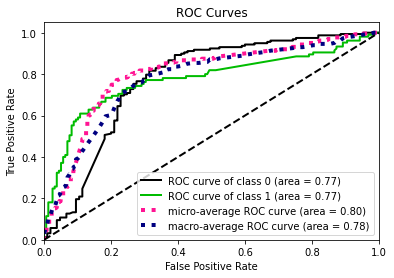 ROC Curves
True Positive Rate
1.0
0.8
0.6
0.4
0.2
0.0
ROC curve of class 0 (area = 0.77)
ROC curve of class 1 (area = 0.77)
micro-average ROC curve (area = 0.80)
macro-average ROC curve (area = 0.78)
0.0 0.2 0.4 0.6 0.8 1.0
False Positive Rate